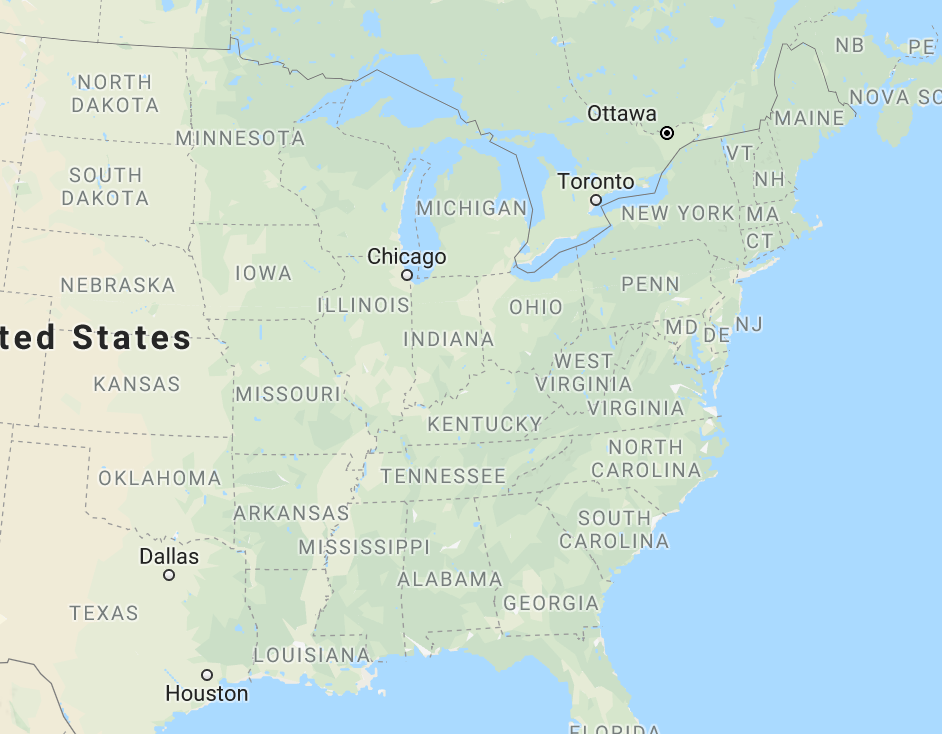 NB
PE
NORTH
DAKOTA
NOVA SC
Ottawa
MAINE
MINNESOTA
VT
SOUTH
DAKOTA
Toronto
NH
MICHIGAN
NEW YORK
MA
CT
Chicago
IOWA
NEBRASKA
PENN
ILLINOIS
OHIO
MD
DE
NJ
ted States
INDIANA
WEST
VIRGINIA
KANSAS
MISSOURI
VIRGINIA
KENTUCKY
NORTH
CAROLINA
OKLAHOMA
TENNESSEE
ARKANSAS
SOUTH
CAROLINA
MISSISSIPPI
Dallas
ALABAMA
GEORGIA
TEXAS
LOUISIANA
Houston
FLORIDA